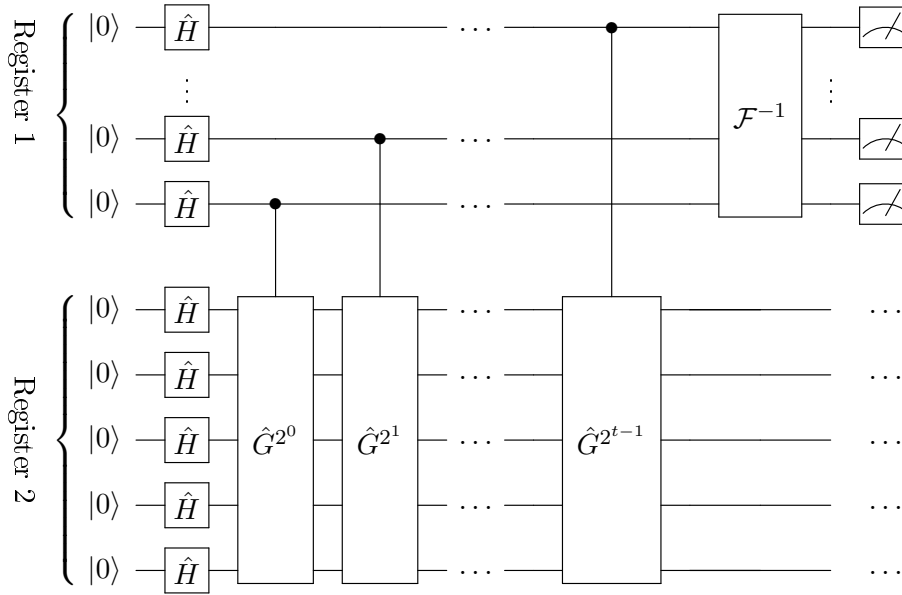 Register 1
|0⟩ Ĥ ···
⋮ ⋮
|0⟩ Ĥ ··· 𝓕⁻¹
|0⟩ Ĥ ···
Register 2
|0⟩ Ĥ ··· ···
|0⟩ Ĥ ··· ···
|0⟩ Ĥ Ĝ^{2^0} Ĝ^{2^1} ··· Ĝ^{2^{t−1}} ···
|0⟩ Ĥ ··· ···
|0⟩ Ĥ ··· ···